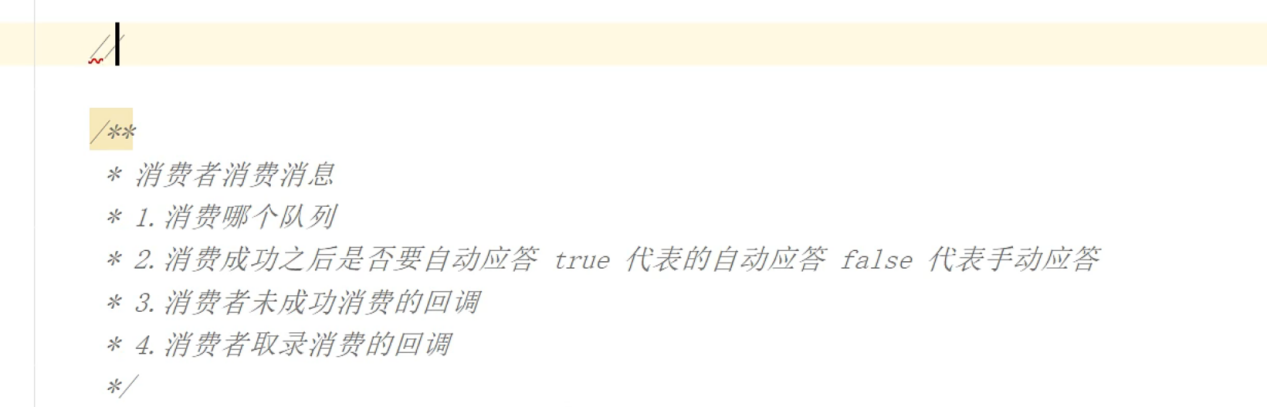 //
/**
* 消费者消费消息
* 1.消费哪个队列
* 2.消费成功之后是否要自动应答 true 代表的自动应答 false 代表手动应答
* 3.消费者未成功消费的回调
* 4.消费者取录消费的回调
*/